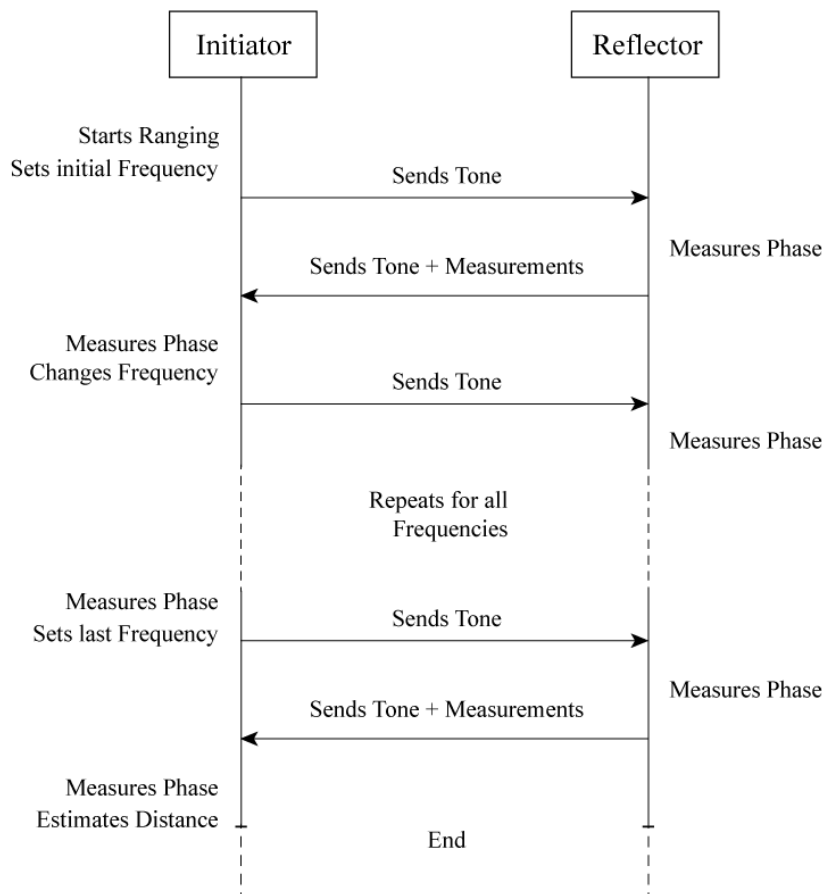 Initiator
Reflector
Starts Ranging
Sets initial Frequency
Sends Tone
Measures Phase
Sends Tone + Measurements
Measures Phase
Changes Frequency
Sends Tone
Measures Phase
Repeats for all
Frequencies
Measures Phase
Sets last Frequency
Sends Tone
Measures Phase
Sends Tone + Measurements
Measures Phase
Estimates Distance
End